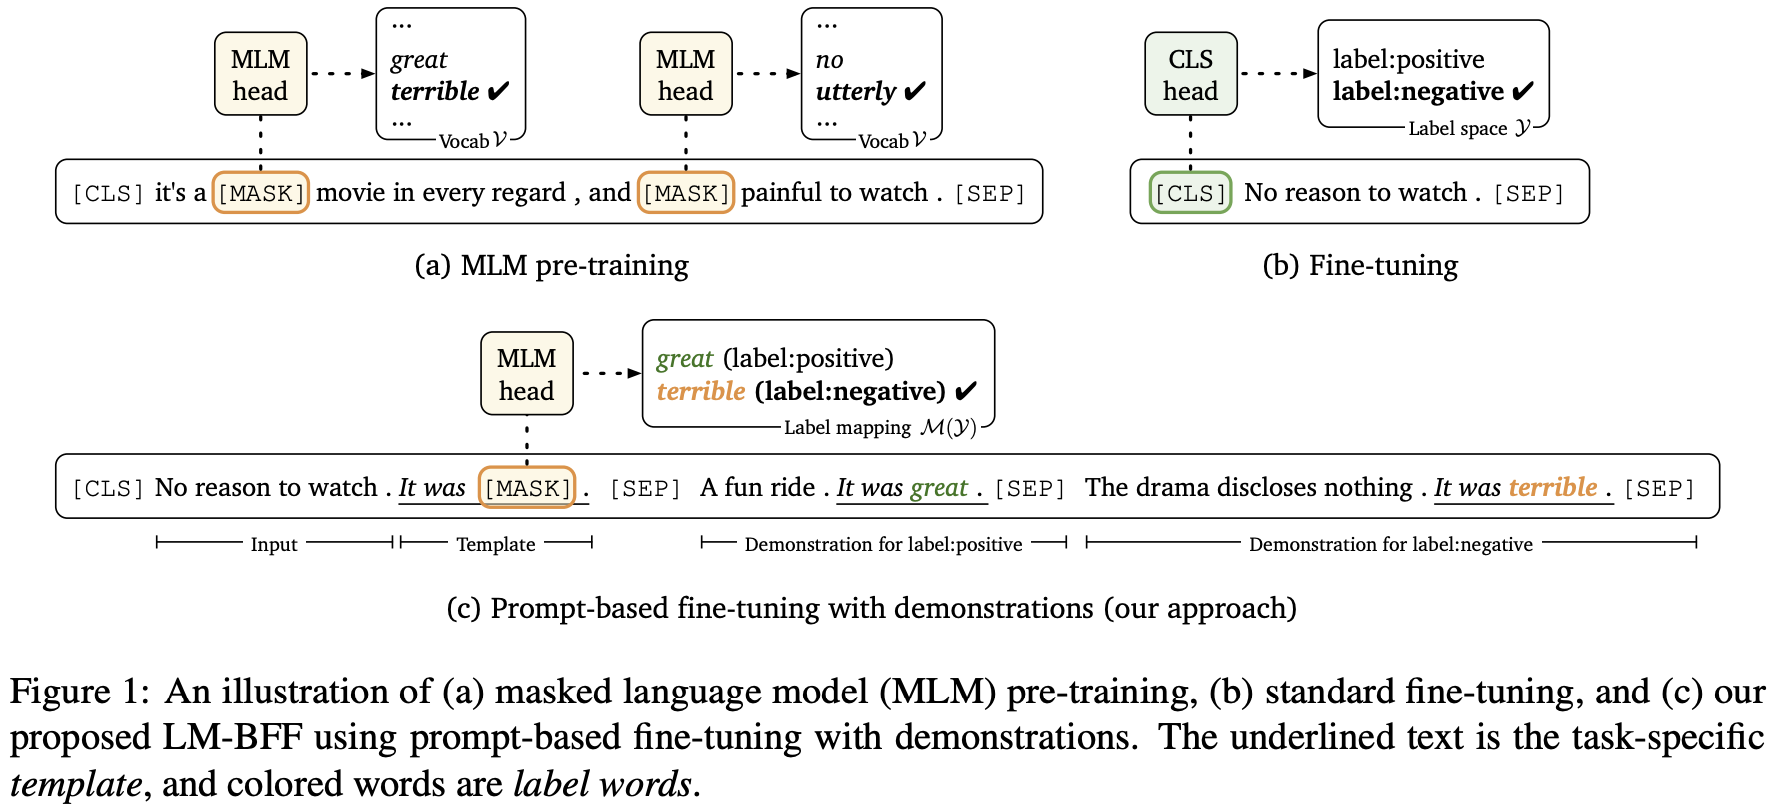 MLM
head
...
great
terrible ✔
...
Vocab 𝒱
MLM
head
...
no
utterly ✔
...
Vocab 𝒱
[CLS] it's a [MASK] movie in every regard , and [MASK] painful to watch . [SEP]
(a) MLM pre-training
CLS
head
label:positive
label:negative ✔
Label space 𝒴
[CLS] No reason to watch . [SEP]
(b) Fine-tuning
MLM
head
great (label:positive)
terrible (label:negative) ✔
Label mapping ℳ(𝒴)
[CLS] No reason to watch . It was [MASK] . [SEP] A fun ride . It was great . [SEP] The drama discloses nothing . It was terrible . [SEP]
Input Template Demonstration for label:positive Demonstration for label:negative
(c) Prompt-based fine-tuning with demonstrations (our approach)
Figure 1: An illustration of (a) masked language model (MLM) pre-training, (b) standard fine-tuning, and (c) our
proposed LM-BFF using prompt-based fine-tuning with demonstrations. The underlined text is the task-specific
template, and colored words are label words.